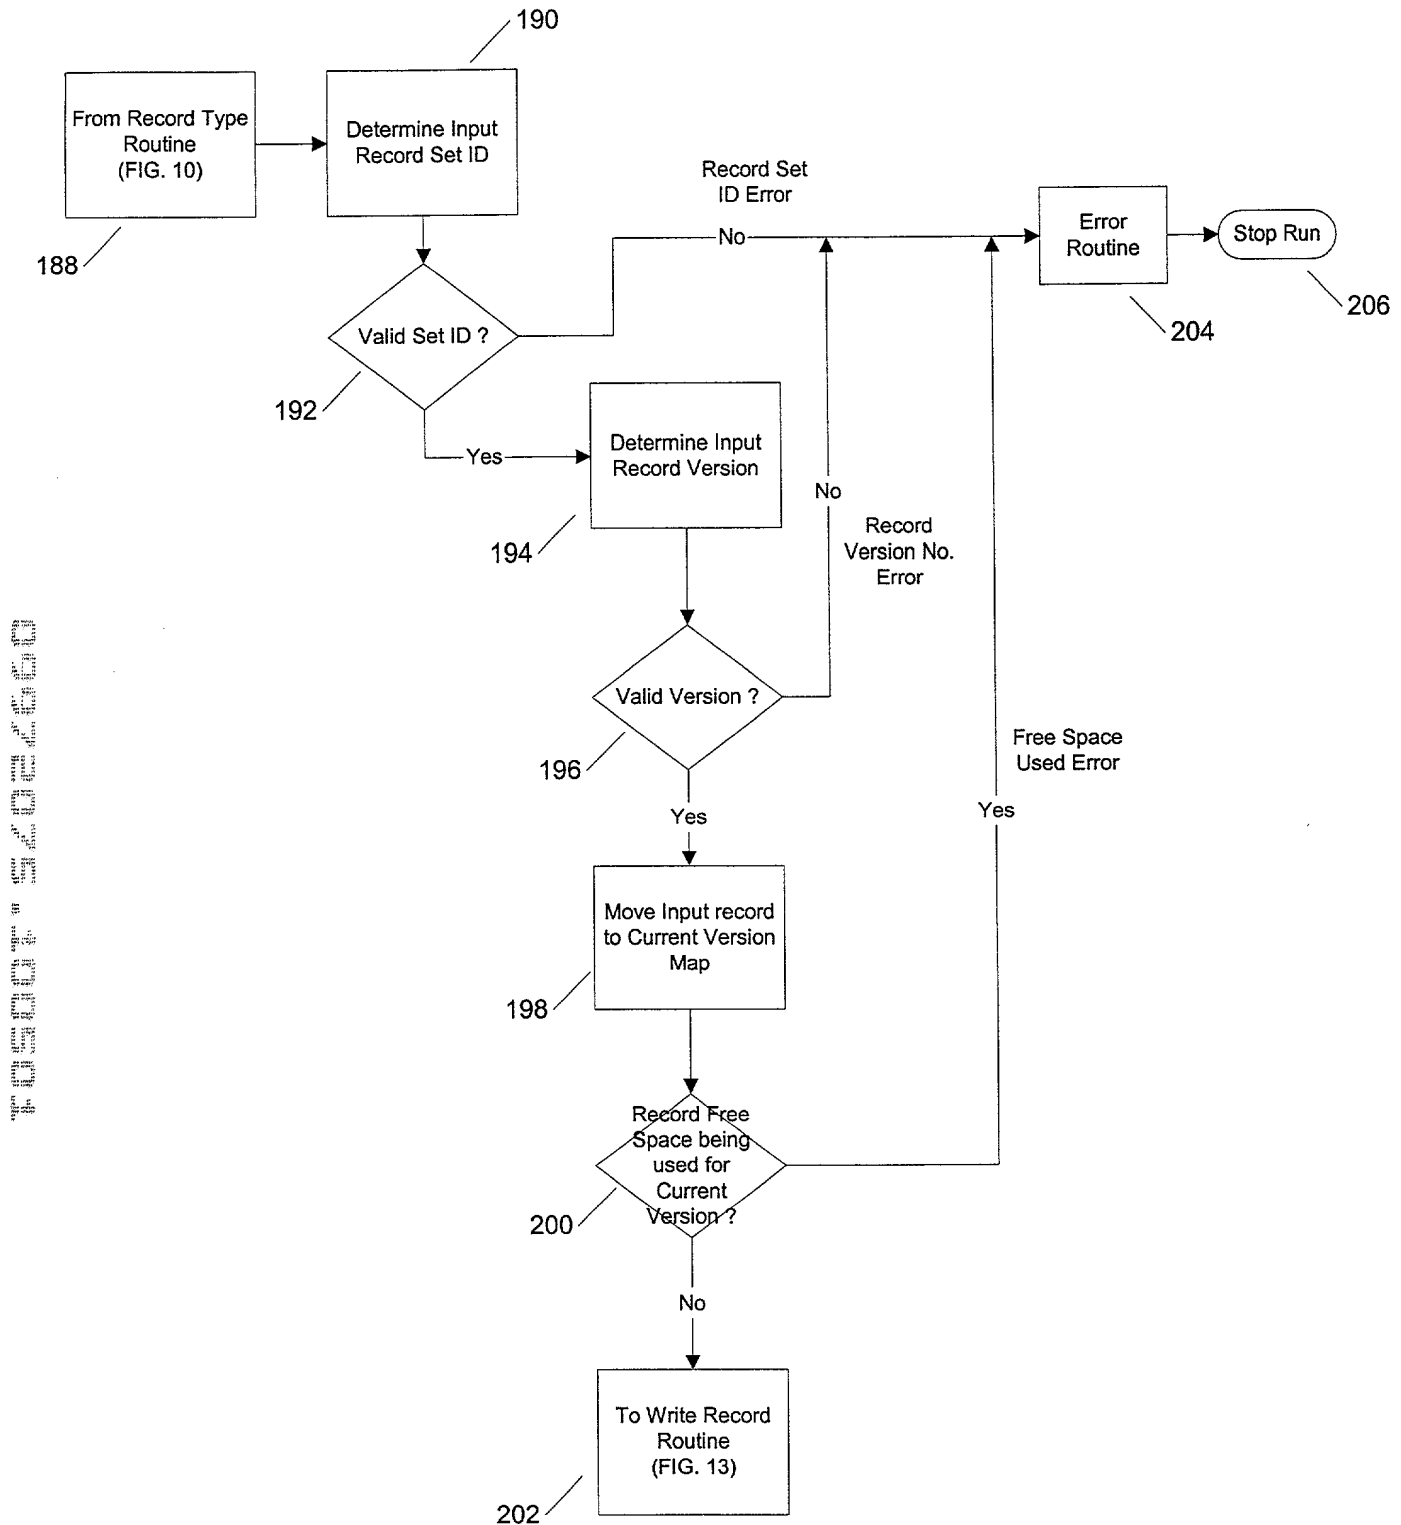 190
From Record Type
Routine
(FIG. 10)
Determine Input
Record Set ID
188
Record Set
ID Error
No
Error
Routine
Stop Run
204
206
Valid Set ID ?
192
Yes
Determine Input
Record Version
194
No
Record
Version No.
Error
Valid Version ?
196
Yes
Free Space
Used Error
Yes
Move Input record
to Current Version
Map
198
Record Free
Space being
used for
Current
Version ?
200
No
To Write Record
Routine
(FIG. 13)
202